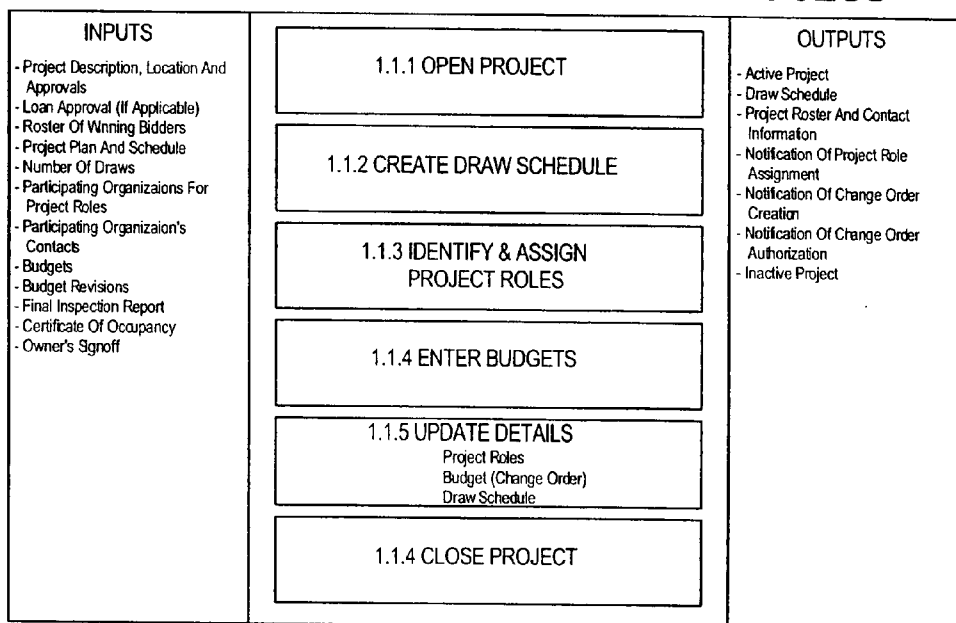 INPUTS
- Project Description, Location And
Approvals
- Loan Approval (If Applicable)
- Roster Of Winning Bidders
- Project Plan And Schedule
- Number Of Draws
- Participating Organizaions For
Project Roles
- Participating Organizaion's
Contacts
- Budgets
- Budget Revisions
- Final Inspection Report
- Certificate Of Occupancy
- Owner's Signoff
1.1.1 OPEN PROJECT
1.1.2 CREATE DRAW SCHEDULE
1.1.3 IDENTIFY & ASSIGN
PROJECT ROLES
1.1.4 ENTER BUDGETS
1.1.5 UPDATE DETAILS
Project Roles
Budget (Change Order)
Draw Schedule
1.1.4 CLOSE PROJECT
OUTPUTS
- Active Project
- Draw Schedule
- Project Roster And Contact
Information
- Notification Of Project Role
Assignment
- Notification Of Change Order
Creation
- Notification Of Change Order
Authorization
- Inactive Project